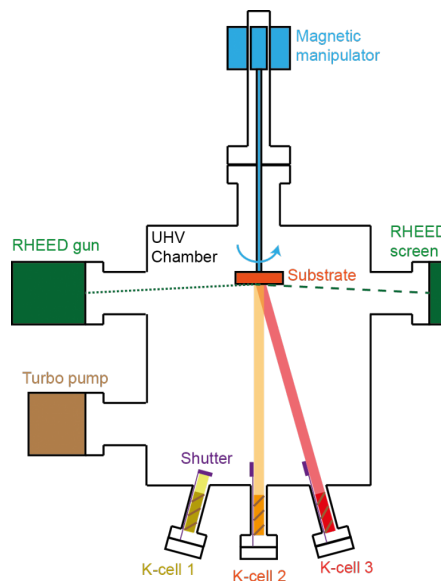 Magnetic
manipulator
RHEED gun
UHV
Chamber
RHEED
screen
Substrate
Turbo pump
Shutter
K-cell 1
K-cell 2
K-cell 3